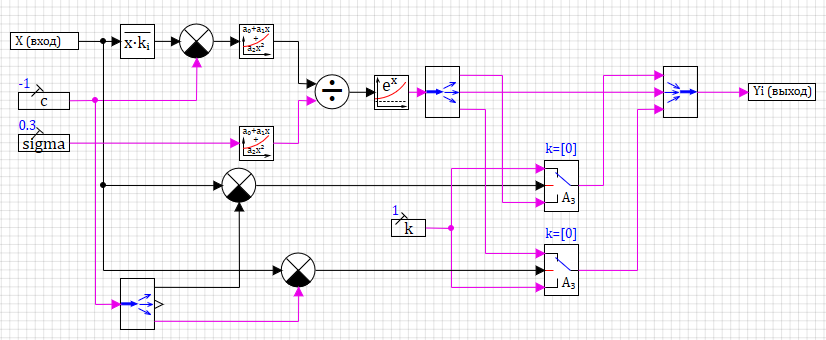 X (вход)
x·kᵢ
a₀+a₁x
+
a₂x²
-1
c
÷
eˣ
Yi (выход)
0.3
sigma
a₀+a₁x
+
a₂x²
k=[0]
A₃
1
k
k=[0]
A₃